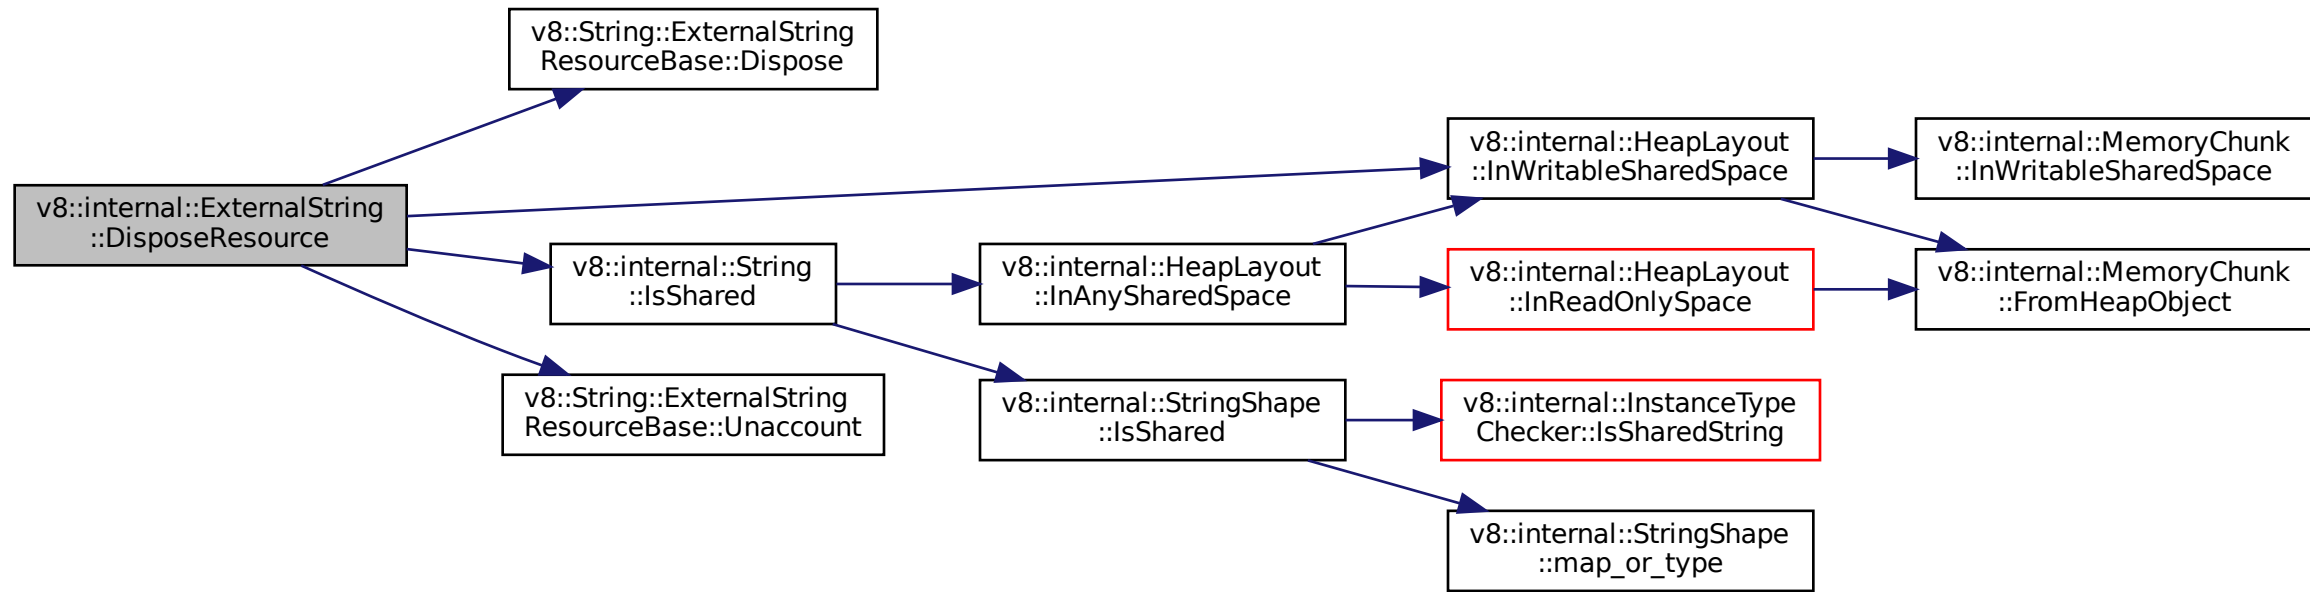 v8::internal::ExternalString
::DisposeResource
v8::String::ExternalString
ResourceBase::Dispose
v8::internal::HeapLayout
::InWritableSharedSpace
v8::internal::MemoryChunk
::InWritableSharedSpace
v8::internal::String
::IsShared
v8::internal::HeapLayout
::InAnySharedSpace
v8::internal::HeapLayout
::InReadOnlySpace
v8::internal::MemoryChunk
::FromHeapObject
v8::String::ExternalString
ResourceBase::Unaccount
v8::internal::StringShape
::IsShared
v8::internal::InstanceType
Checker::IsSharedString
v8::internal::StringShape
::map_or_type